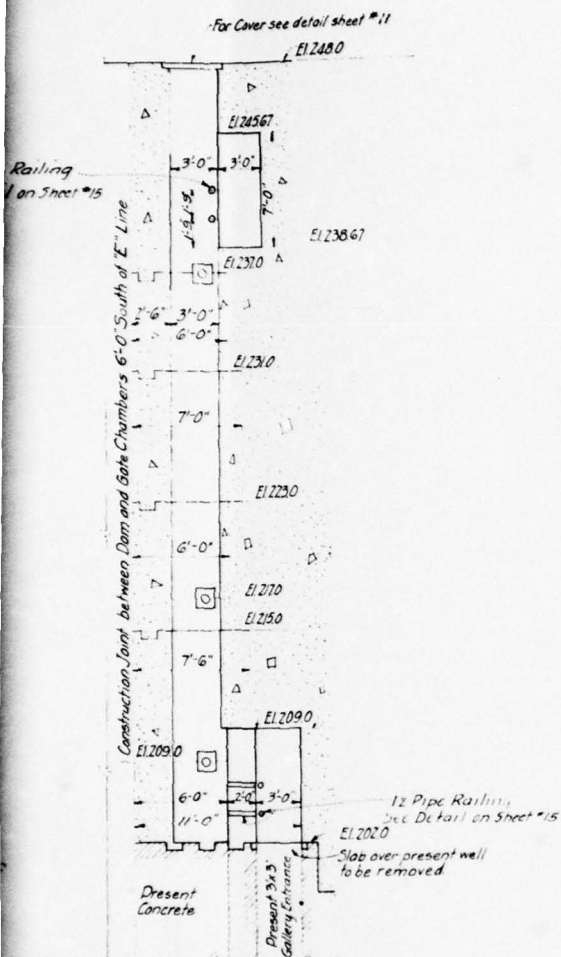 For Cover see detail sheet #11
El.248.0
El.245.67
Railing
on Sheet #15
3'-0" 3'-0"
7'-0"
1'-9" 1'-9"
El.238.67
El.237.0
Construction Joint between Dam and Gate Chambers 6'-0" South of "E" Line
2'-6" 3'-0"
6'-0"
El.231.0
7'-0"
El.223.0
6'-0"
El.217.0
El.215.0
7'-6"
El.209.0
El.209.0
6'-0" 2'-0" 3'-0"
11'-0"
Pipe Railing
See Detail on Sheet #15
El.202.0
Slab over present well
to be removed.
Present
Concrete
Present 3'x3'
Gallery Entrance